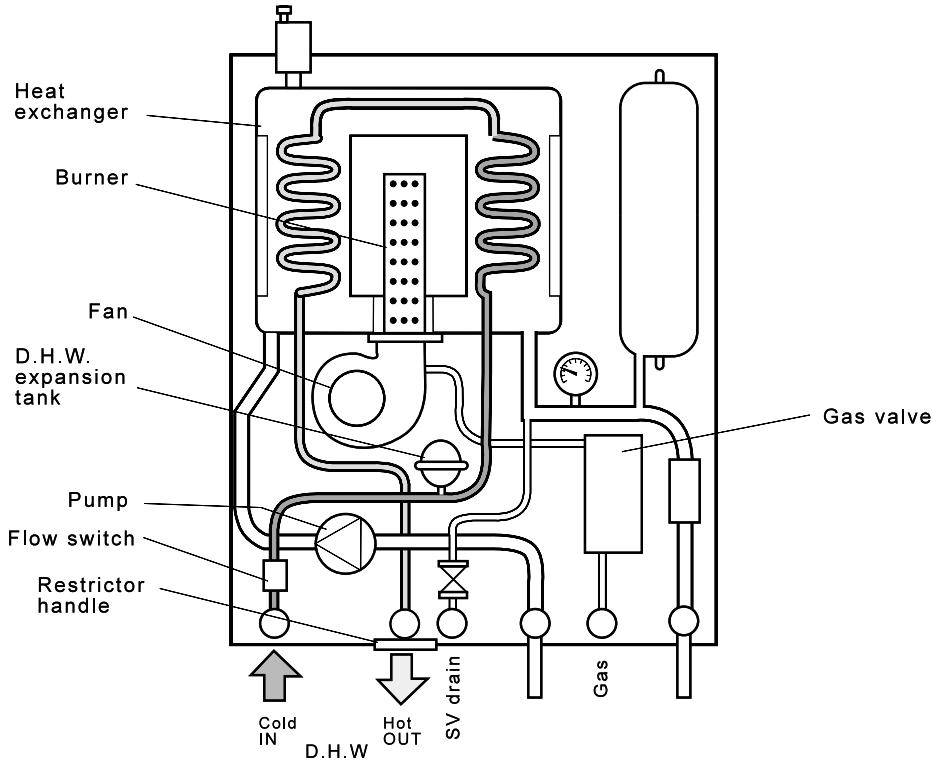 Heat
exchanger
Burner
Fan
D.H.W.
expansion
tank
Gas valve
Pump
Flow switch
Restrictor
handle
Cold
IN
Hot
OUT
SV drain
Gas
D.H.W